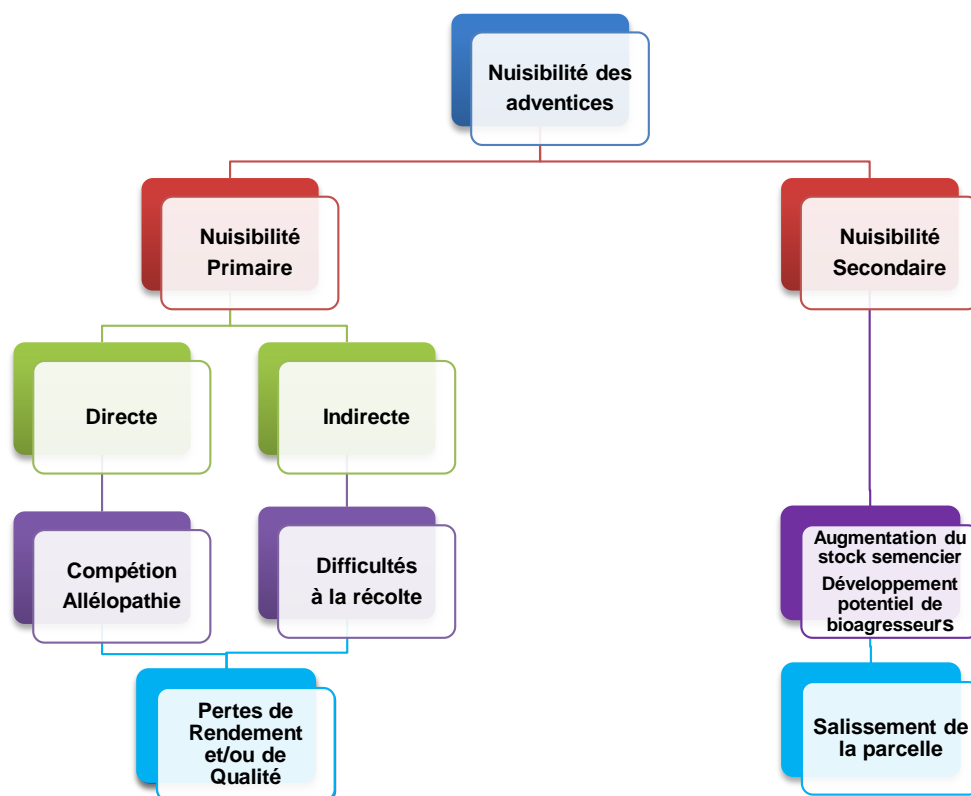 Nuisibilité des
adventices
Nuisibilité
Primaire
Nuisibilité
Secondaire
Directe
Indirecte
Compétion
Allélopathie
Difficultés
à la récolte
Augmentation du
stock semencier
Développement
potentiel de
bioagresseurs
Pertes de
Rendement
et/ou de
Qualité
Salissement de
la parcelle